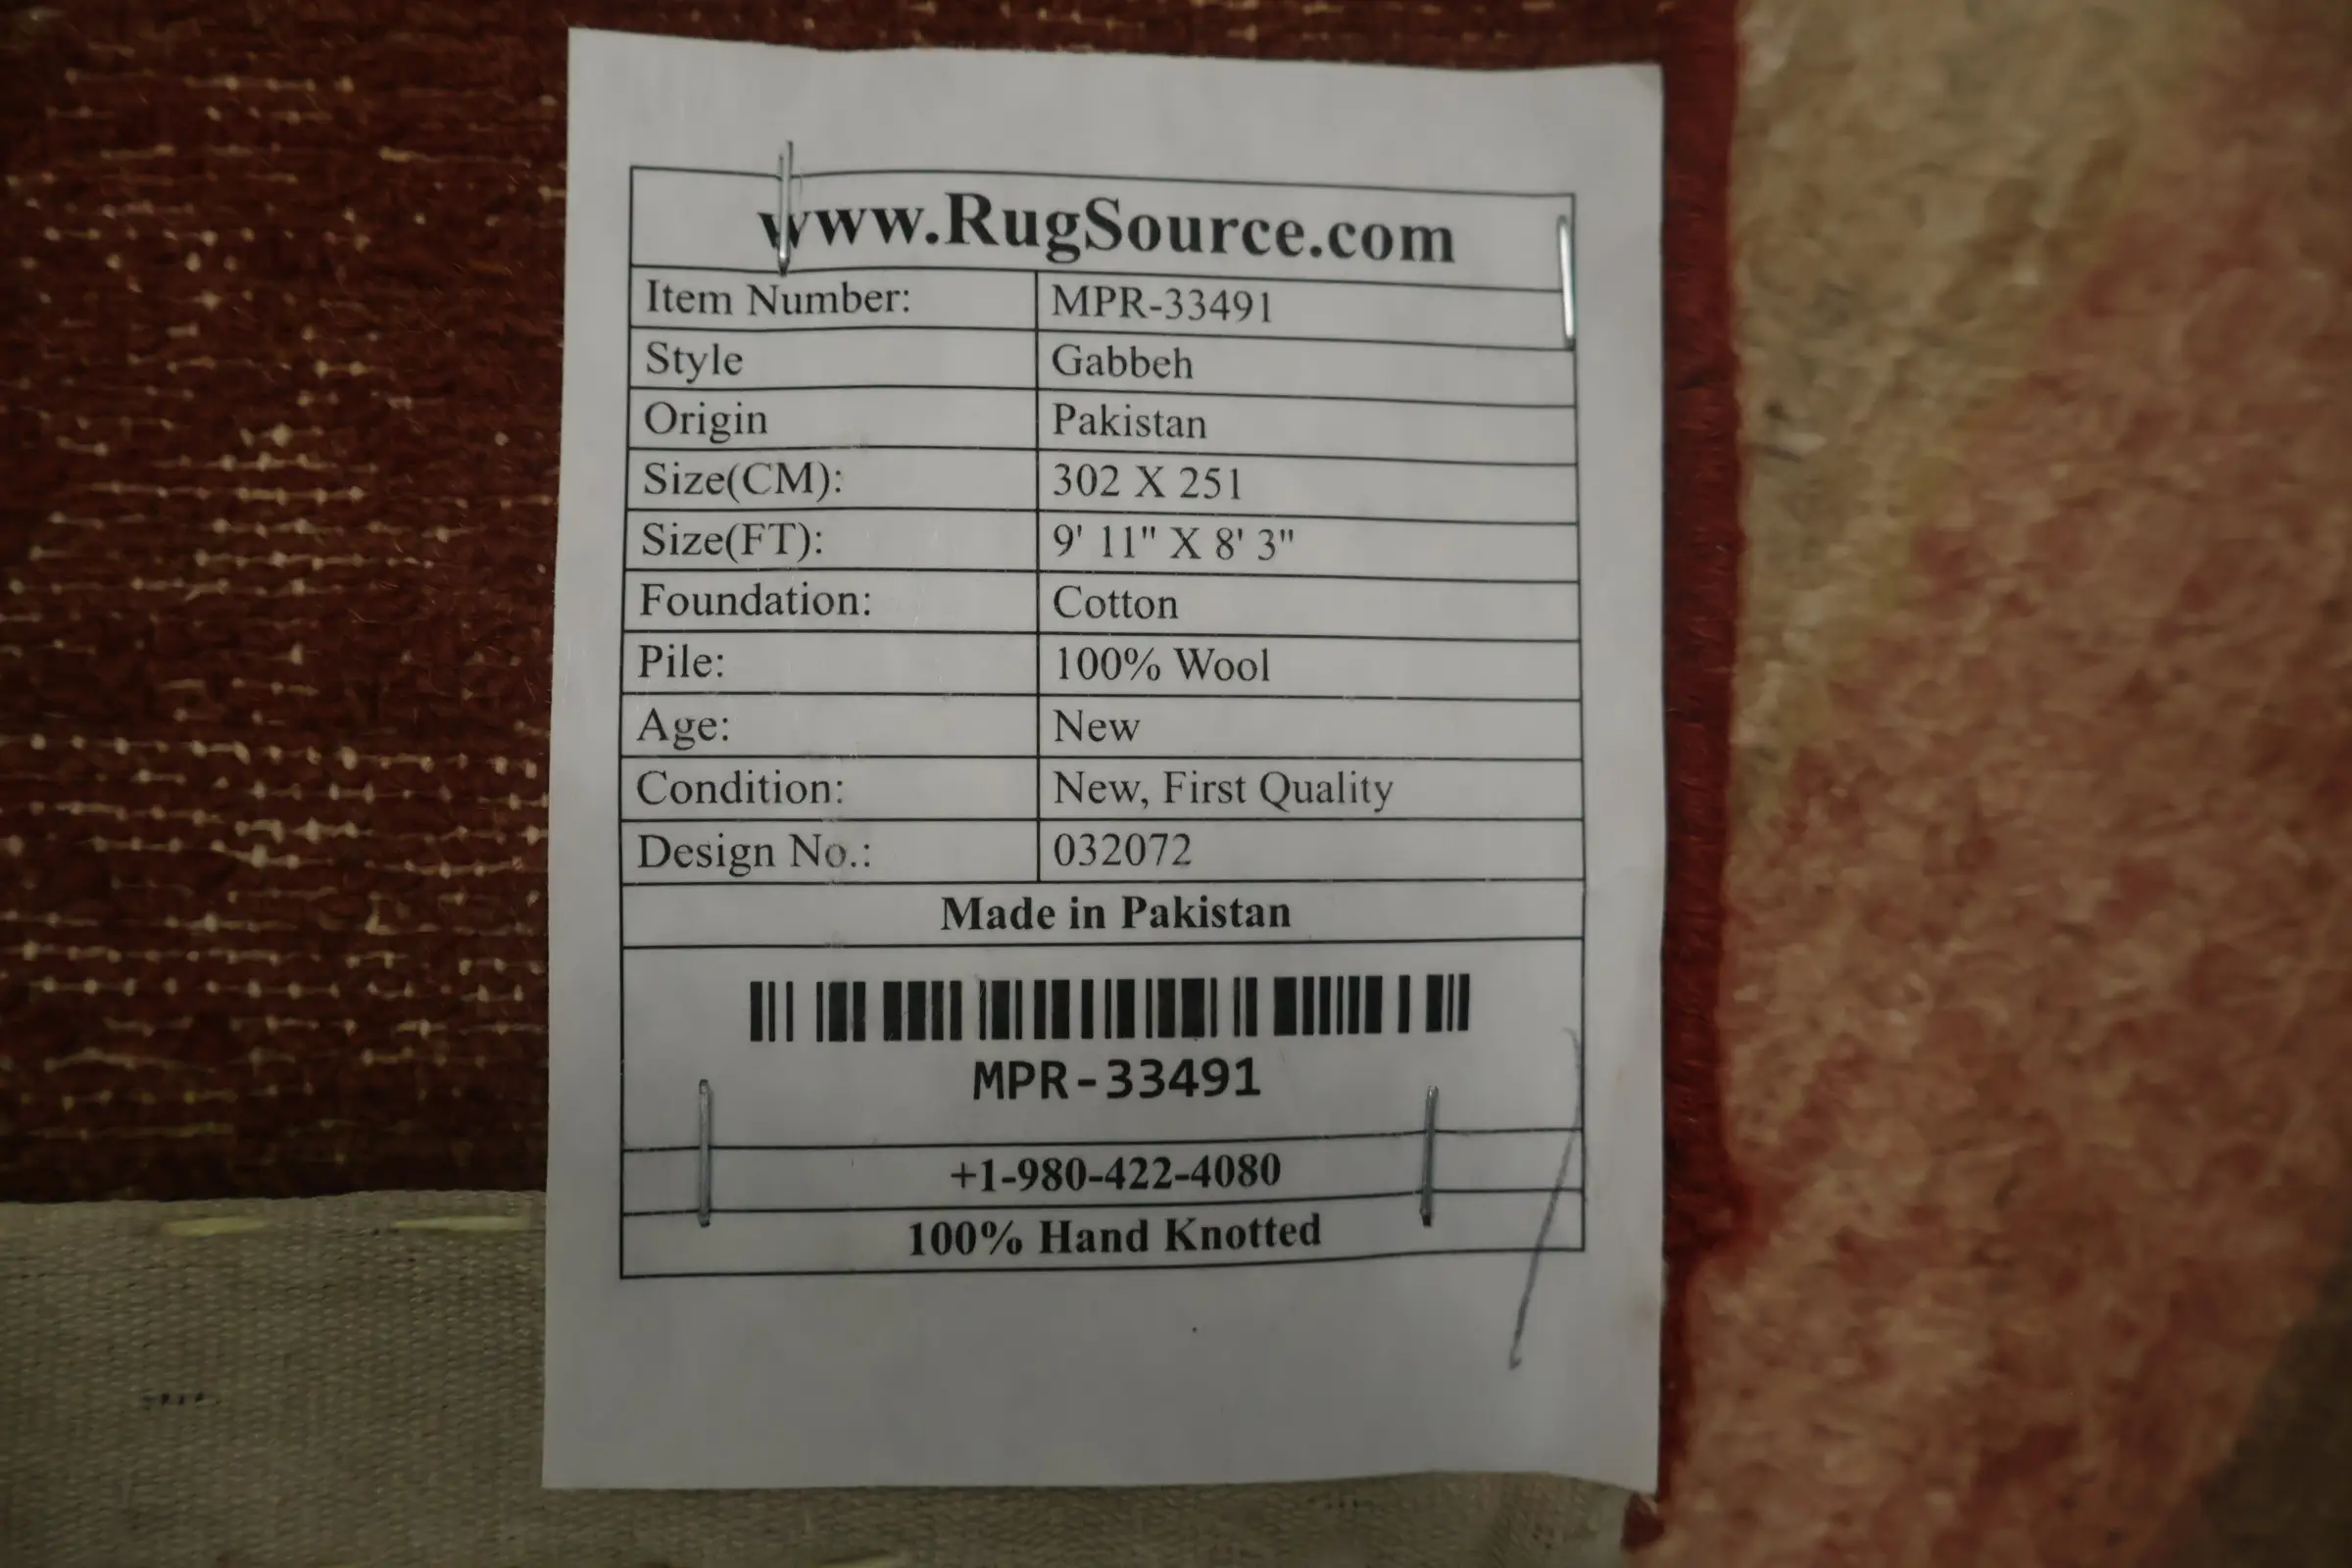 www.RugSource.com
Item Number: MPR-33491
Style Gabbeh
Origin Pakistan
Size(CM): 302 X 251
Size(FT): 9' 11" X 8' 3"
Foundation: Cotton
Pile: 100% Wool
Age: New
Condition: New, First Quality
Design No.: 032072
Made in Pakistan
MPR-33491
+1-980-422-4080
100% Hand Knotted